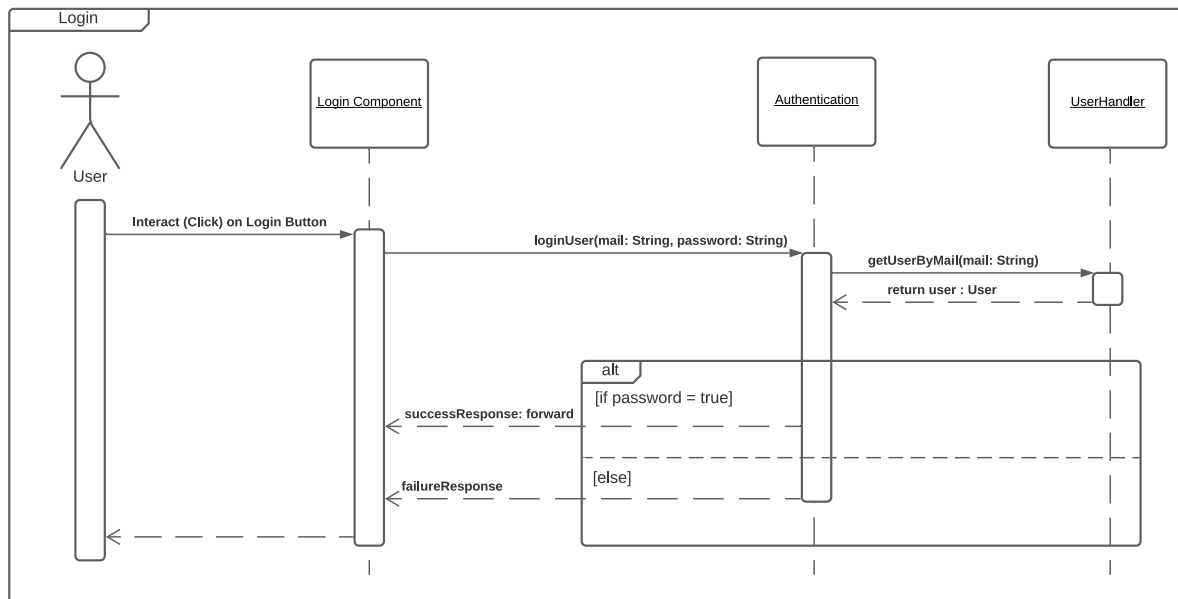 Login
Login Component
Authentication
UserHandler
User
Interact (Click) on Login Button
loginUser(mail: String, password: String)
getUserByMail(mail: String)
return user : User
alt
[if password = true]
successResponse: forward
[else]
failureResponse